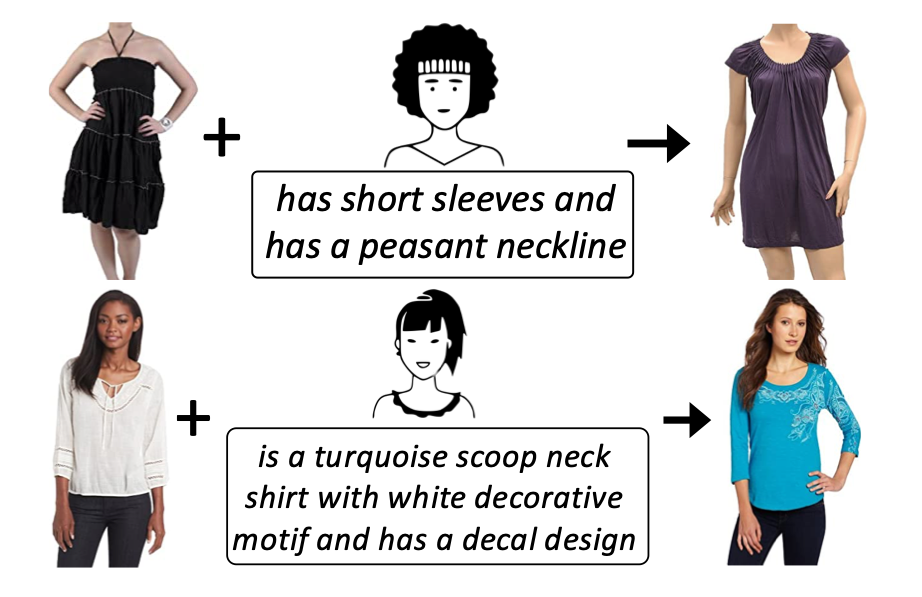 has short sleeves and
has a peasant neckline
is a turquoise scoop neck
shirt with white decorative
motif and has a decal design